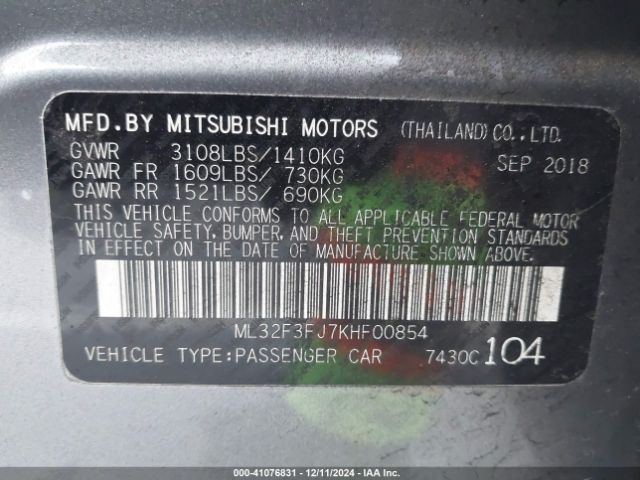 MFD.BY MITSUBISHI MOTORS (THAILAND) CO.,LTD.
GVWR 3108LBS/1410KG SEP 2018
GAWR FR 1609LBS/ 730KG
GAWR RR 1521LBS/ 690KG
THIS VEHICLE CONFORMS TO ALL APPLICABLE FEDERAL MOTOR
VEHICLE SAFETY, BUMPER, AND THEFT PREVENTION STANDARDS
IN EFFECT ON THE DATE OF MANUFACTURE SHOWN ABOVE.
ML32F3FJ7KHF00854
VEHICLE TYPE:PASSENGER CAR 7430C 104
000-41076831 - 12/11/2024 - IAA Inc.